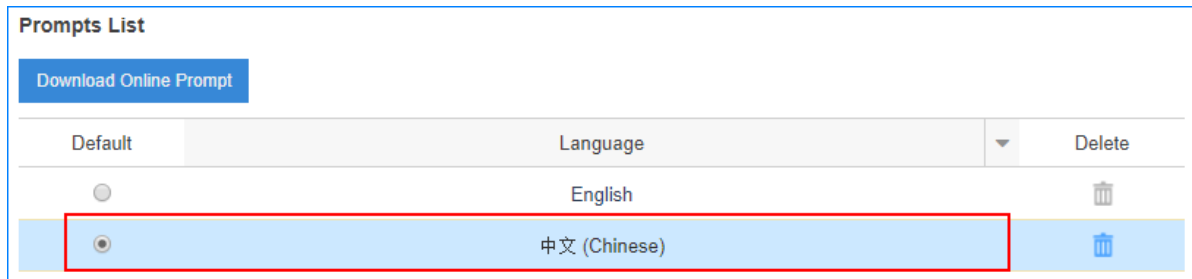 Prompts List
Download Online Prompt
Default Language Delete
English
中文 (Chinese)